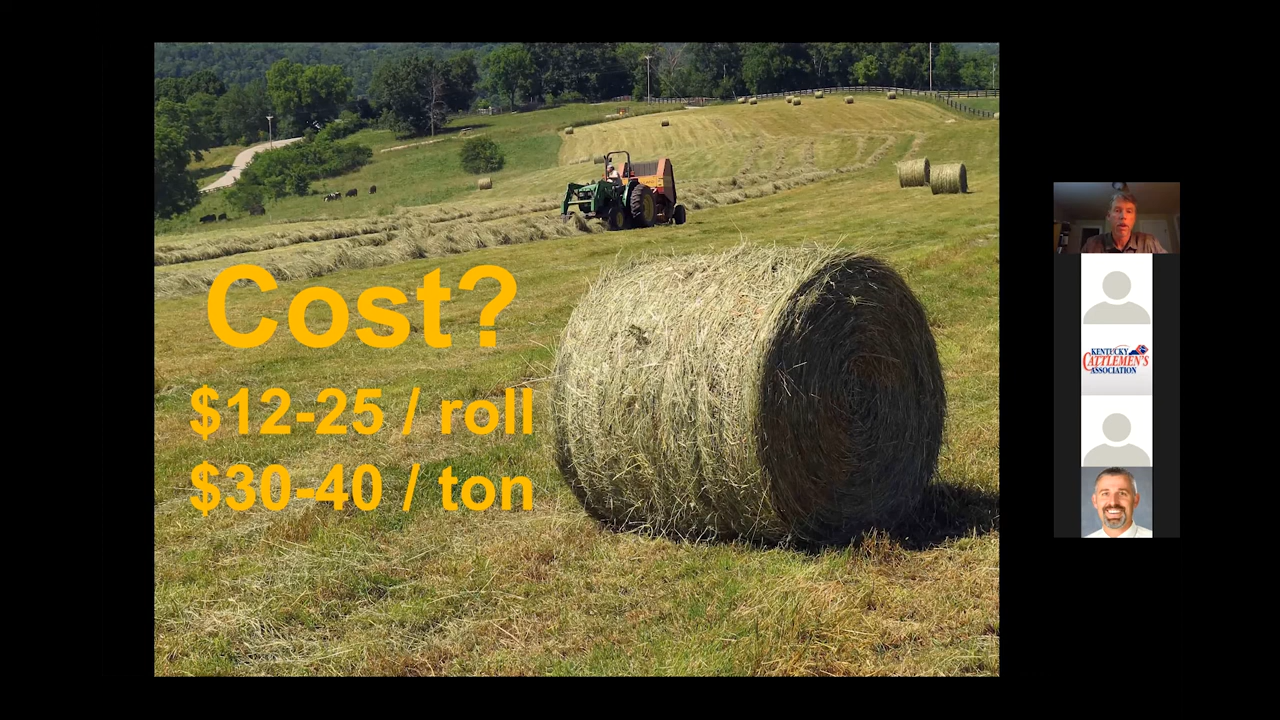 Cost?
$12-25 / roll
$30-40 / ton
KENTUCKY
CATTLEMEN'S
ASSOCIATION